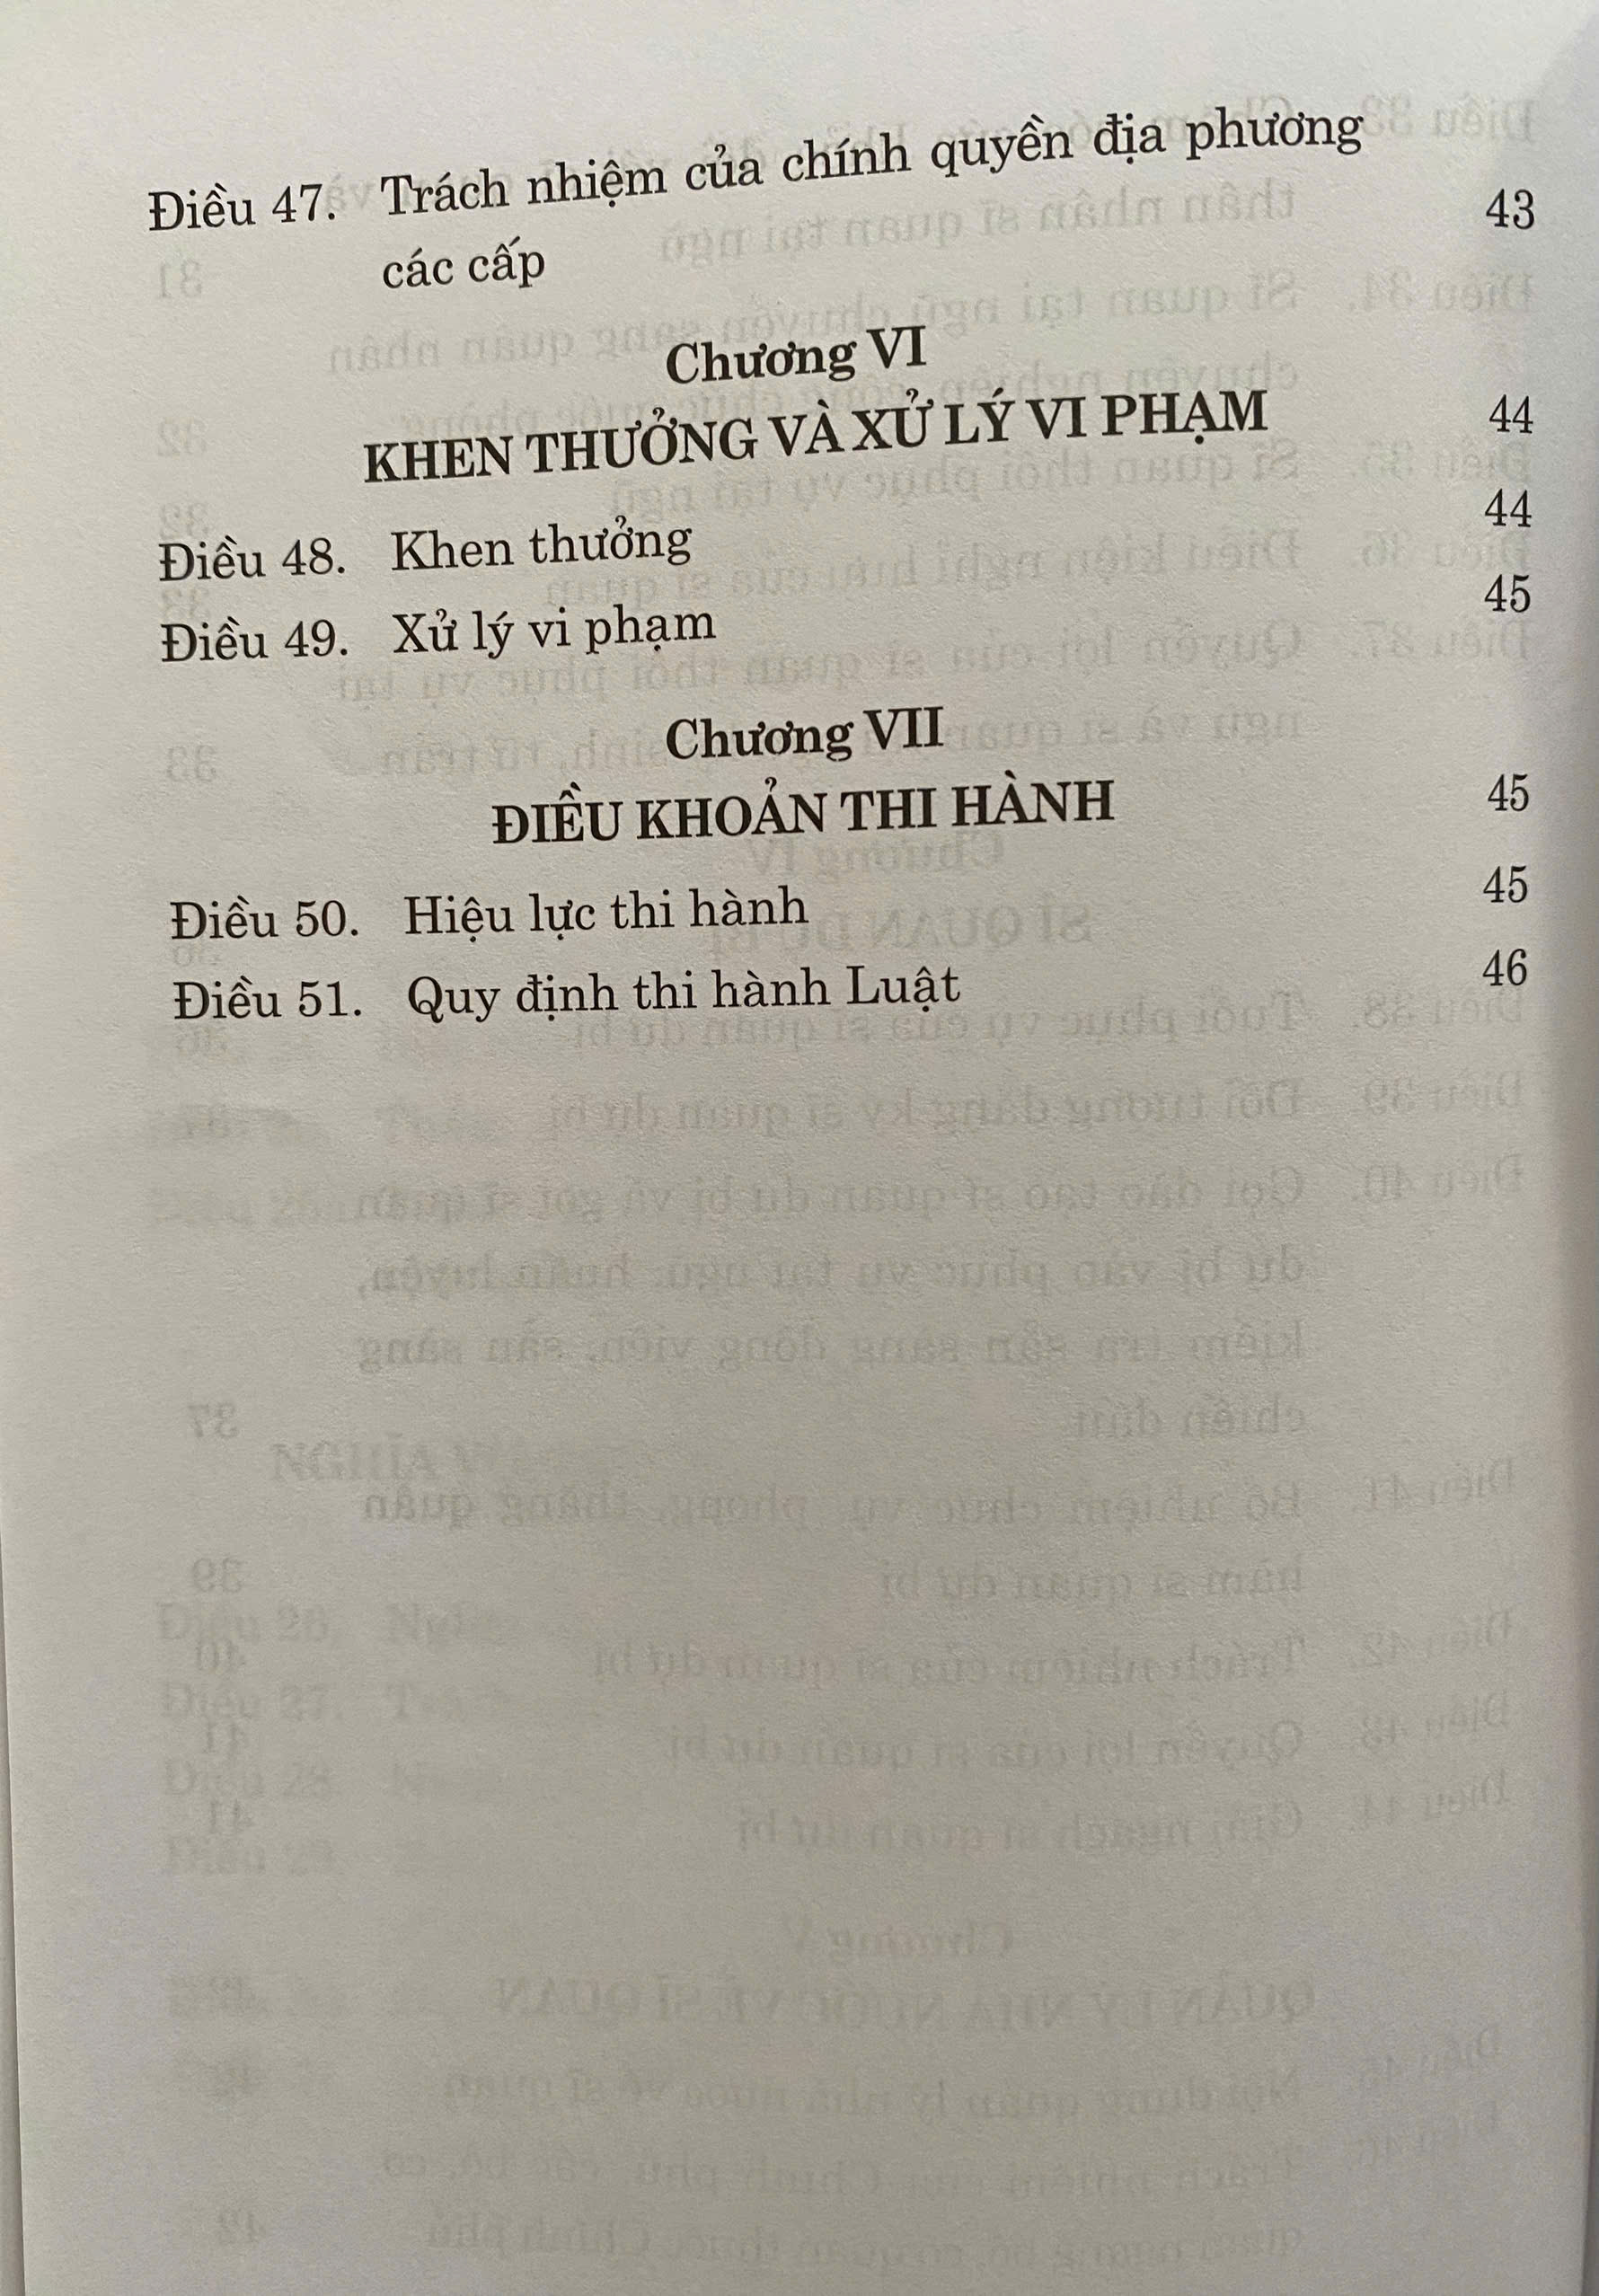 Điều 47. Trách nhiệm của chính quyền địa phương
các cấp 43
Chương VI
KHEN THƯỞNG VÀ XỬ LÝ VI PHẠM 44
Điều 48. Khen thưởng 44
Điều 49. Xử lý vi phạm 45
Chương VII
ĐIỀU KHOẢN THI HÀNH 45
Điều 50. Hiệu lực thi hành 45
Điều 51. Quy định thi hành Luật 46